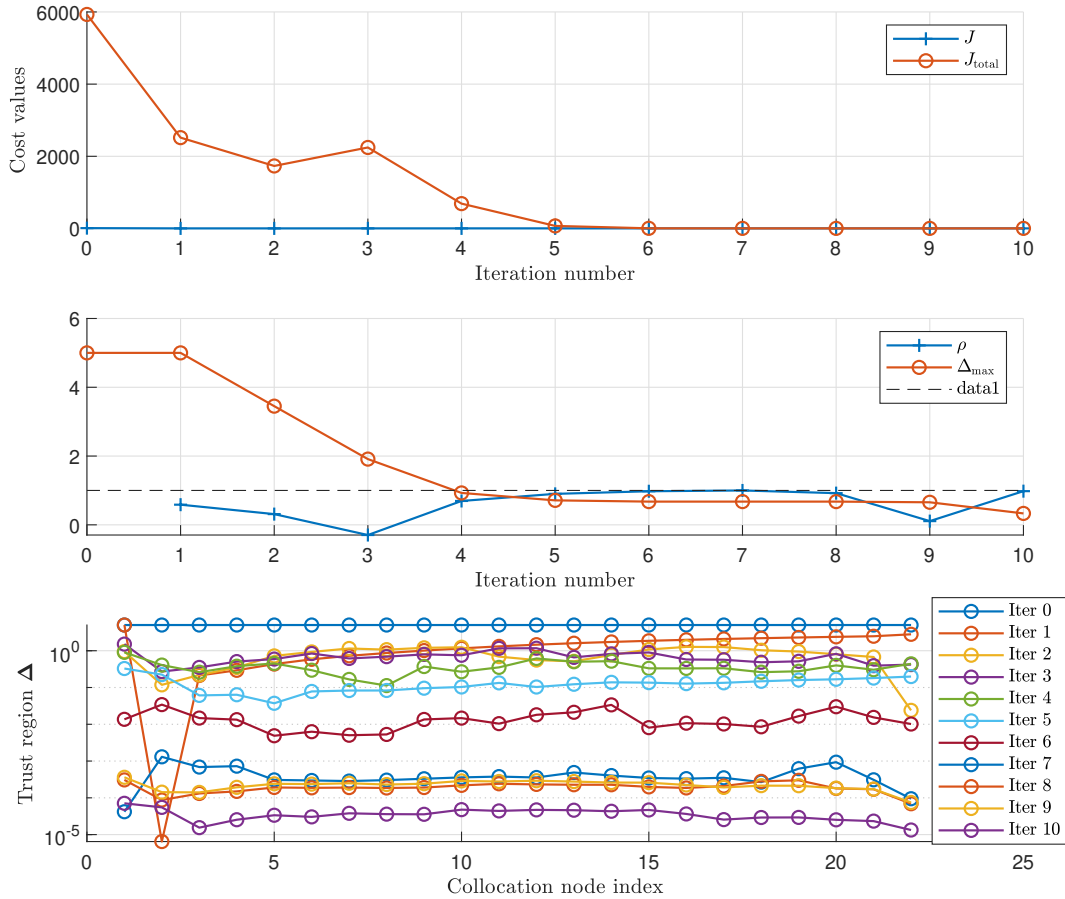 6000
4000
2000
0
Cost values
J
J_total
0 1 2 3 4 5 6 7 8 9 10
Iteration number
6
4
2
0
ρ
Δ_max
data1
0 1 2 3 4 5 6 7 8 9 10
Iteration number
Trust region Δ
10^0
10^-5
Iter 0
Iter 1
Iter 2
Iter 3
Iter 4
Iter 5
Iter 6
Iter 7
Iter 8
Iter 9
Iter 10
0 5 10 15 20 25
Collocation node index